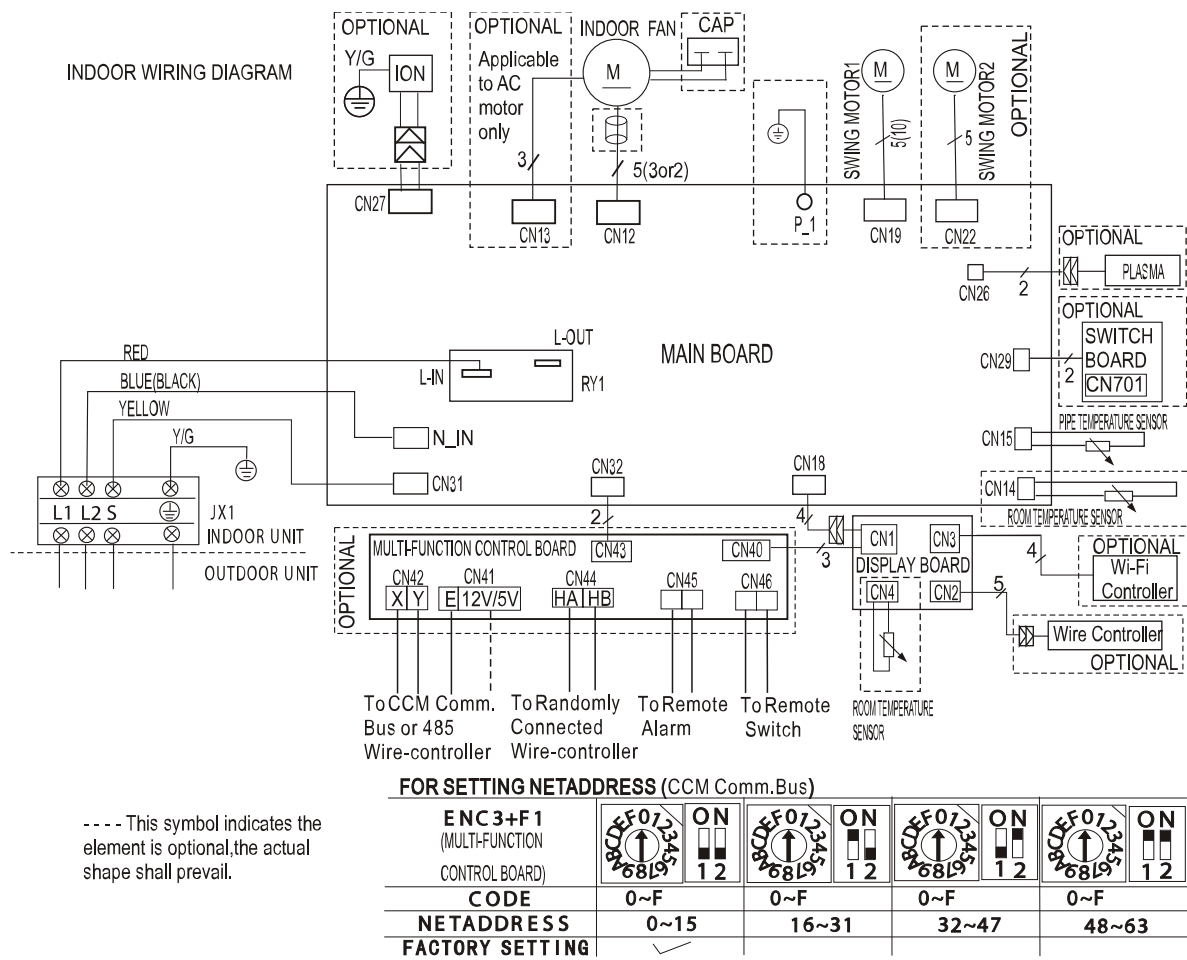 INDOOR WIRING DIAGRAM
OPTIONAL
Y/G
ION
CN27
OPTIONAL
Applicable
to AC
motor
only
3
CN13
INDOOR FAN
M
CAP
5(3or2)
CN12
P_1
SWING MOTOR1
M
5(10)
CN19
SWING MOTOR2
M
5
CN22
OPTIONAL
CN26
2
OPTIONAL
PLASMA
CN29
2
OPTIONAL
SWITCH
BOARD
CN701
PIPE TEMPERATURE SENSOR
CN15
CN14
ROOM TEMPERATURE SENSOR
MAIN BOARD
L-OUT
L-IN
RY1
RED
BLUE(BLACK)
YELLOW
Y/G
N_IN
CN31
L1 L2 S
JX1
INDOOR UNIT
OUTDOOR UNIT
CN32
2
CN18
4
OPTIONAL
MULTI-FUNCTION CONTROL BOARD
CN43
CN40
3
CN42
X Y
CN41
E 12V/5V
CN44
HA HB
CN45
CN46
CN1
CN3
DISPLAY BOARD
CN4
CN2
4
5
OPTIONAL
Wi-Fi
Controller
Wire Controller
OPTIONAL
ROOM TEMPERATURE
SENSOR
To CCM Comm.
Bus or 485
Wire-controller
To Randomly
Connected
Wire-controller
To Remote
Alarm
To Remote
Switch
---- This symbol indicates the
element is optional,the actual
shape shall prevail.
FOR SETTING NETADDRESS (CCM Comm.Bus)
ENC3+F1
(MULTI-FUNCTION
CONTROL BOARD)
0123456789ABCDEF
ON
1 2
0123456789ABCDEF
ON
1 2
0123456789ABCDEF
ON
1 2
0123456789ABCDEF
ON
1 2
CODE 0~F 0~F 0~F 0~F
NETADDRESS 0~15 16~31 32~47 48~63
FACTORY SETTING